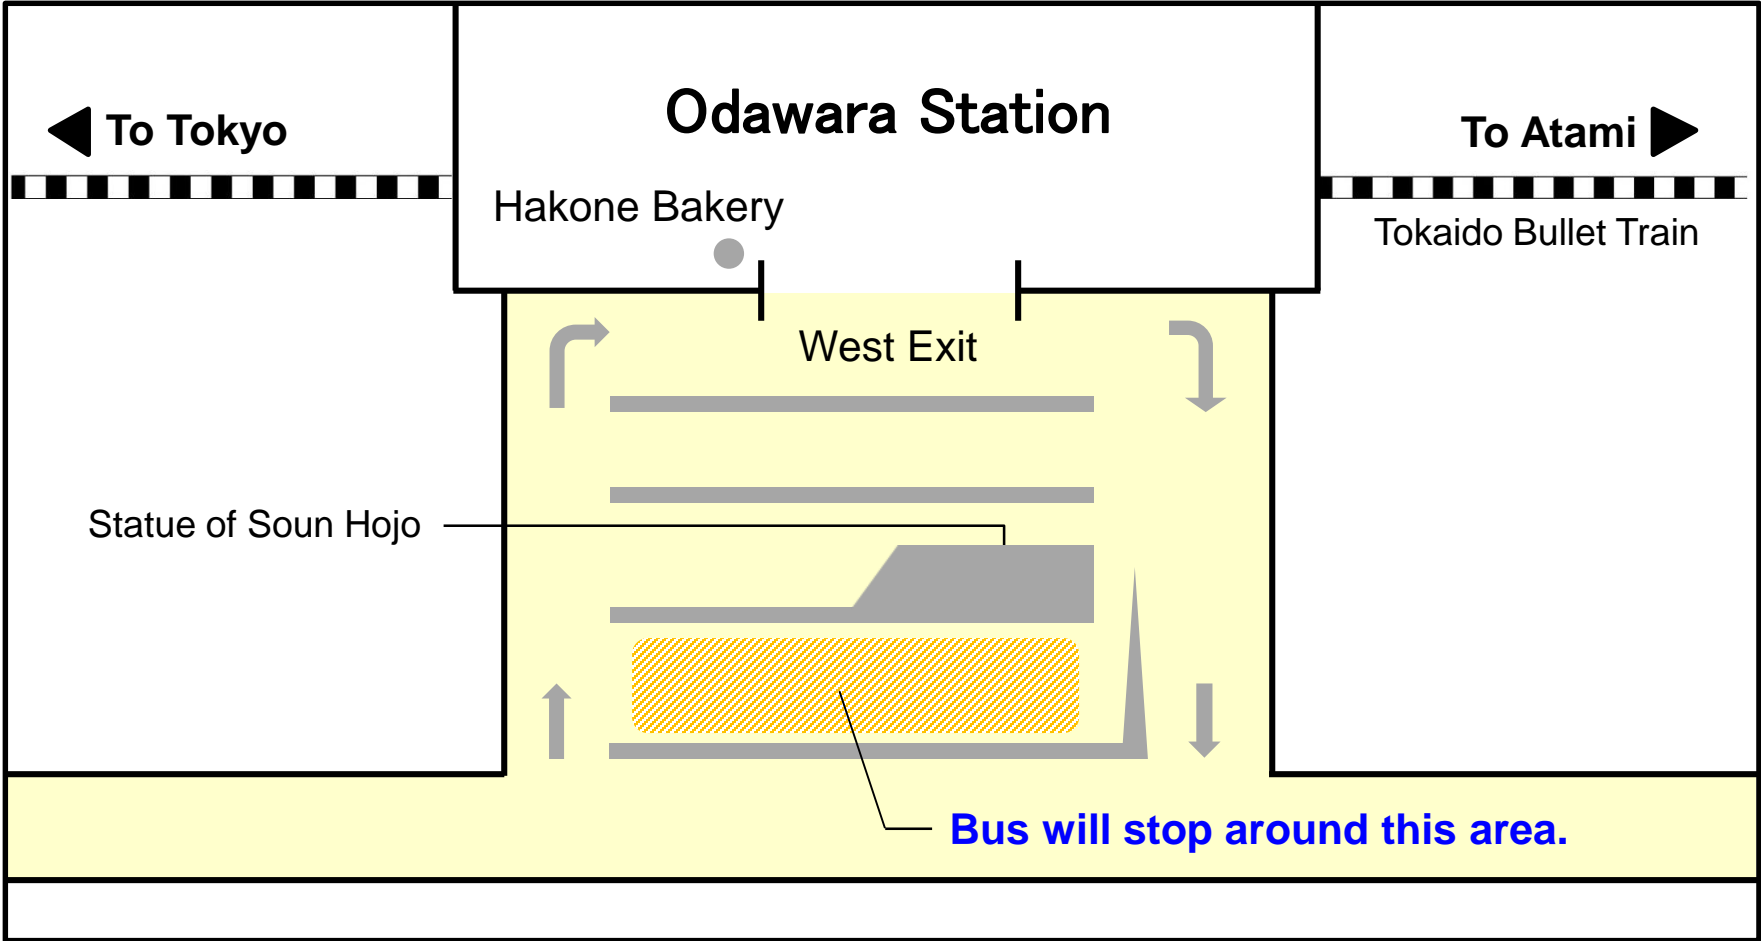 Odawara Station
To Tokyo
To Atami
Hakone Bakery
Tokaido Bullet Train
West Exit
Statue of Soun Hojo
Bus will stop around this area.